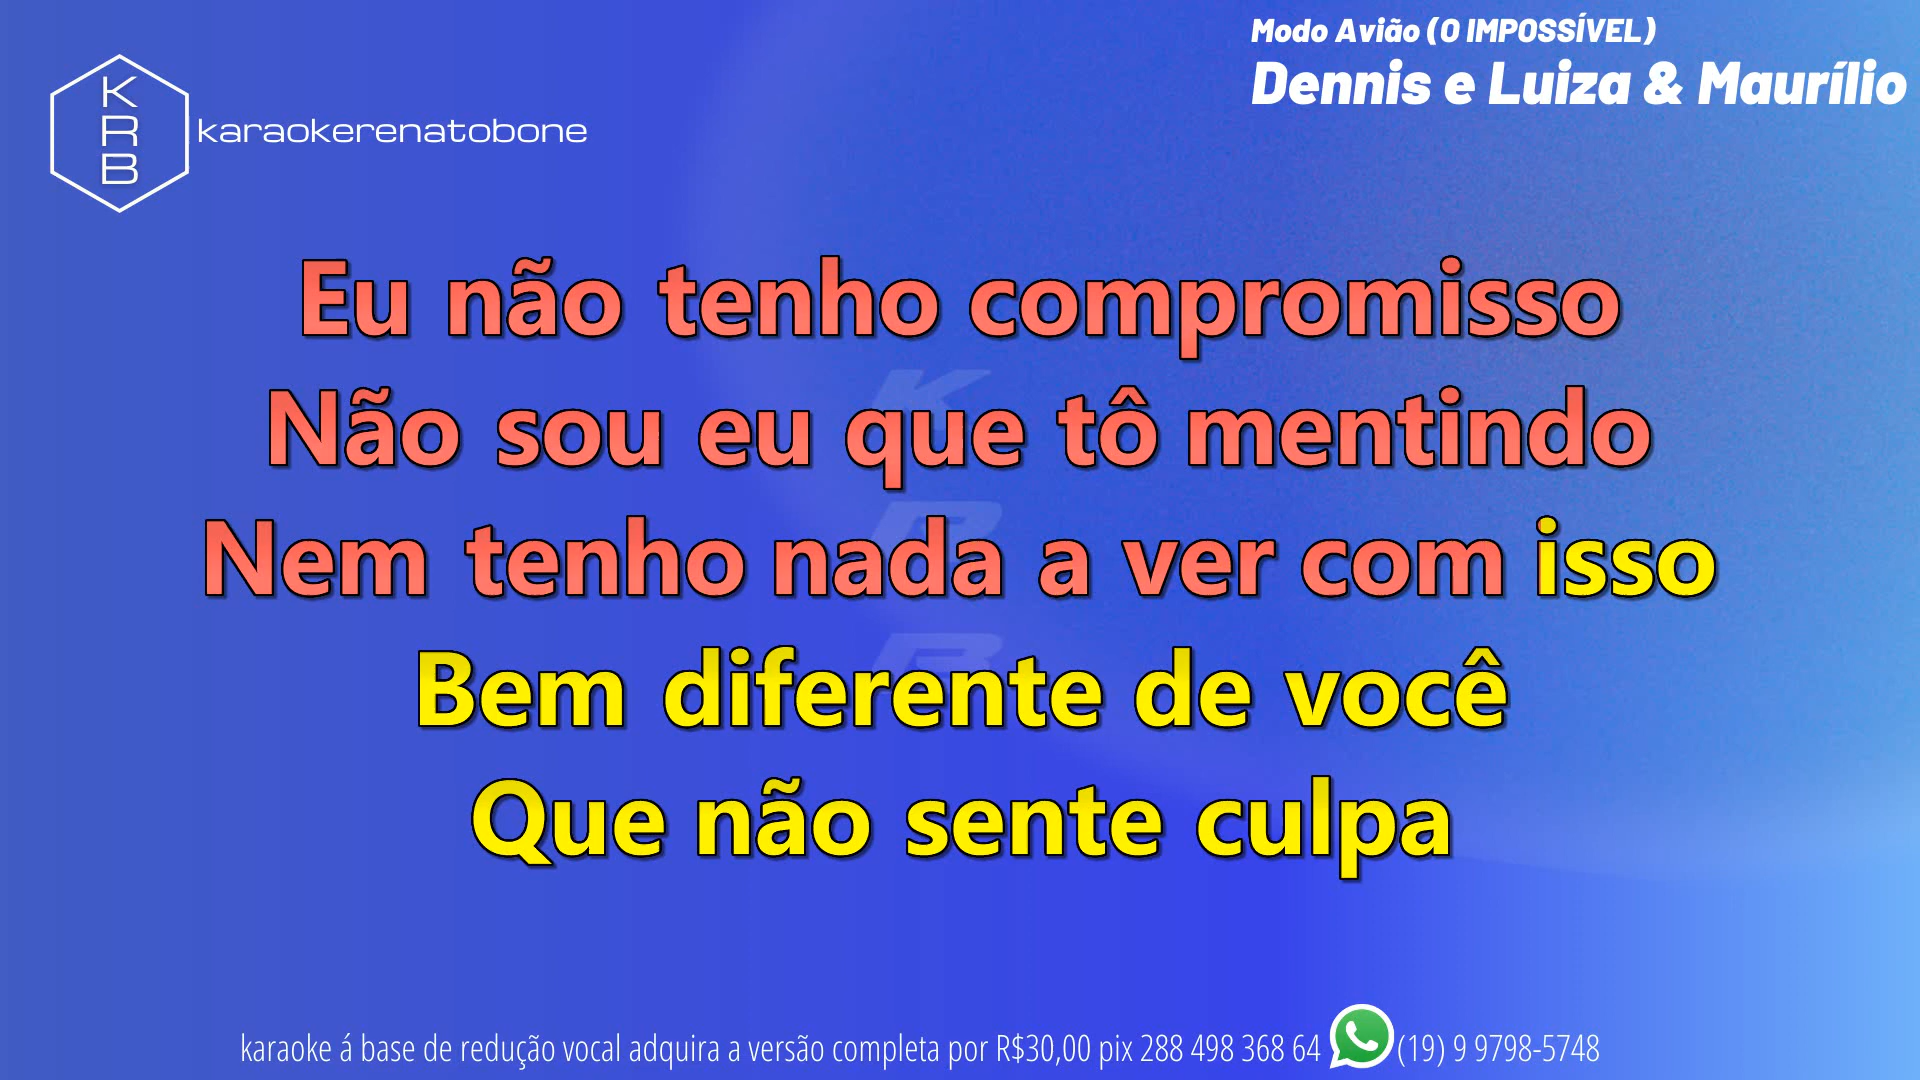 Modo Avião (O IMPOSSÍVEL)
Dennis e Luiza & Maurílio
K
R
B
karaokerenatobone
Eu não tenho compromisso
Não sou eu que tô mentindo
Nem tenho nada a ver com isso
Bem diferente de você
Que não sente culpa
K
R
B
karaoke á base de redução vocal adquira a versão completa por R$30,00 pix 288 498 368 64 (19) 9 9798-5748